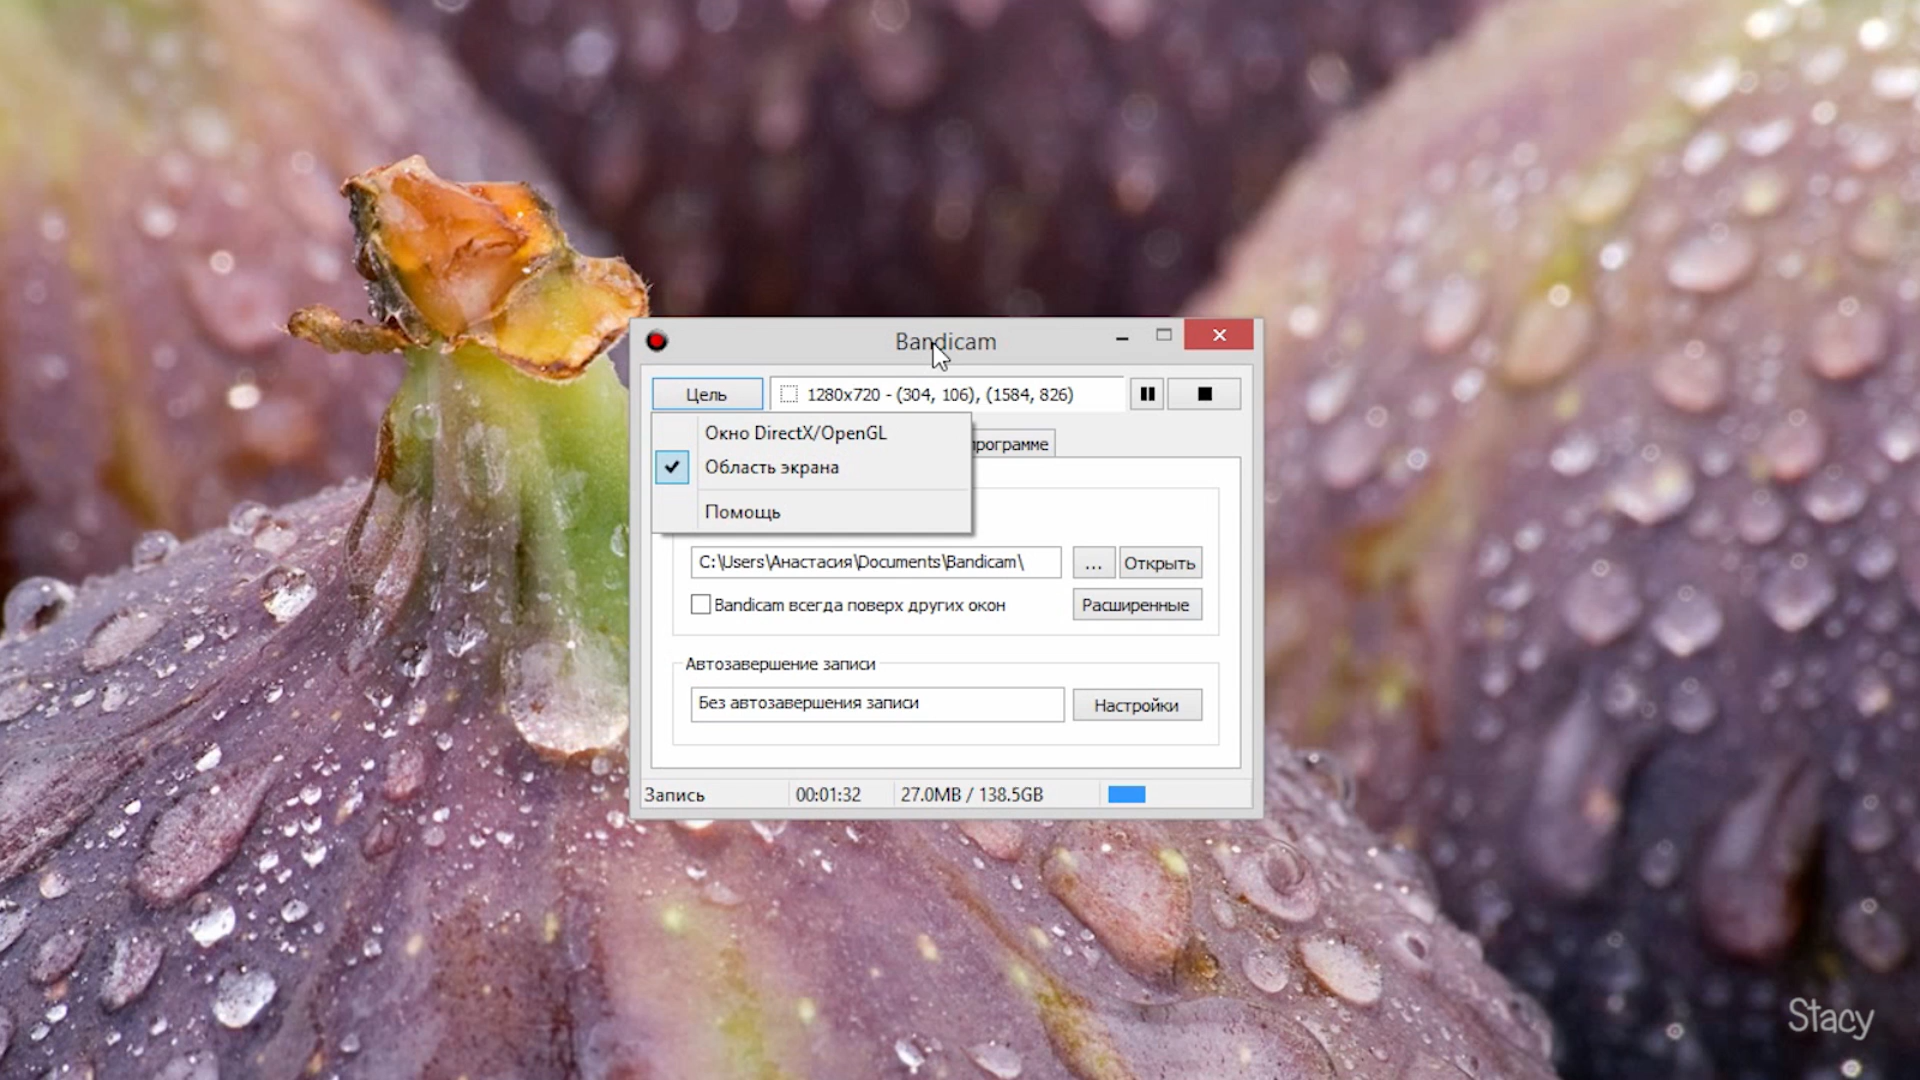 Bandicam
Цель
1280x720 - (304, 106), (1584, 826)
Окно DirectX/OpenGL
Область экрана
Помощь
программе
C:\Users\Анастасия\Documents\Bandicam\
...
Открыть
Bandicam всегда поверх других окон
Расширенные
Автозавершение записи
Без автозавершения записи
Настройки
Запись
00:01:32
27.0MB / 138.5GB
Stacy